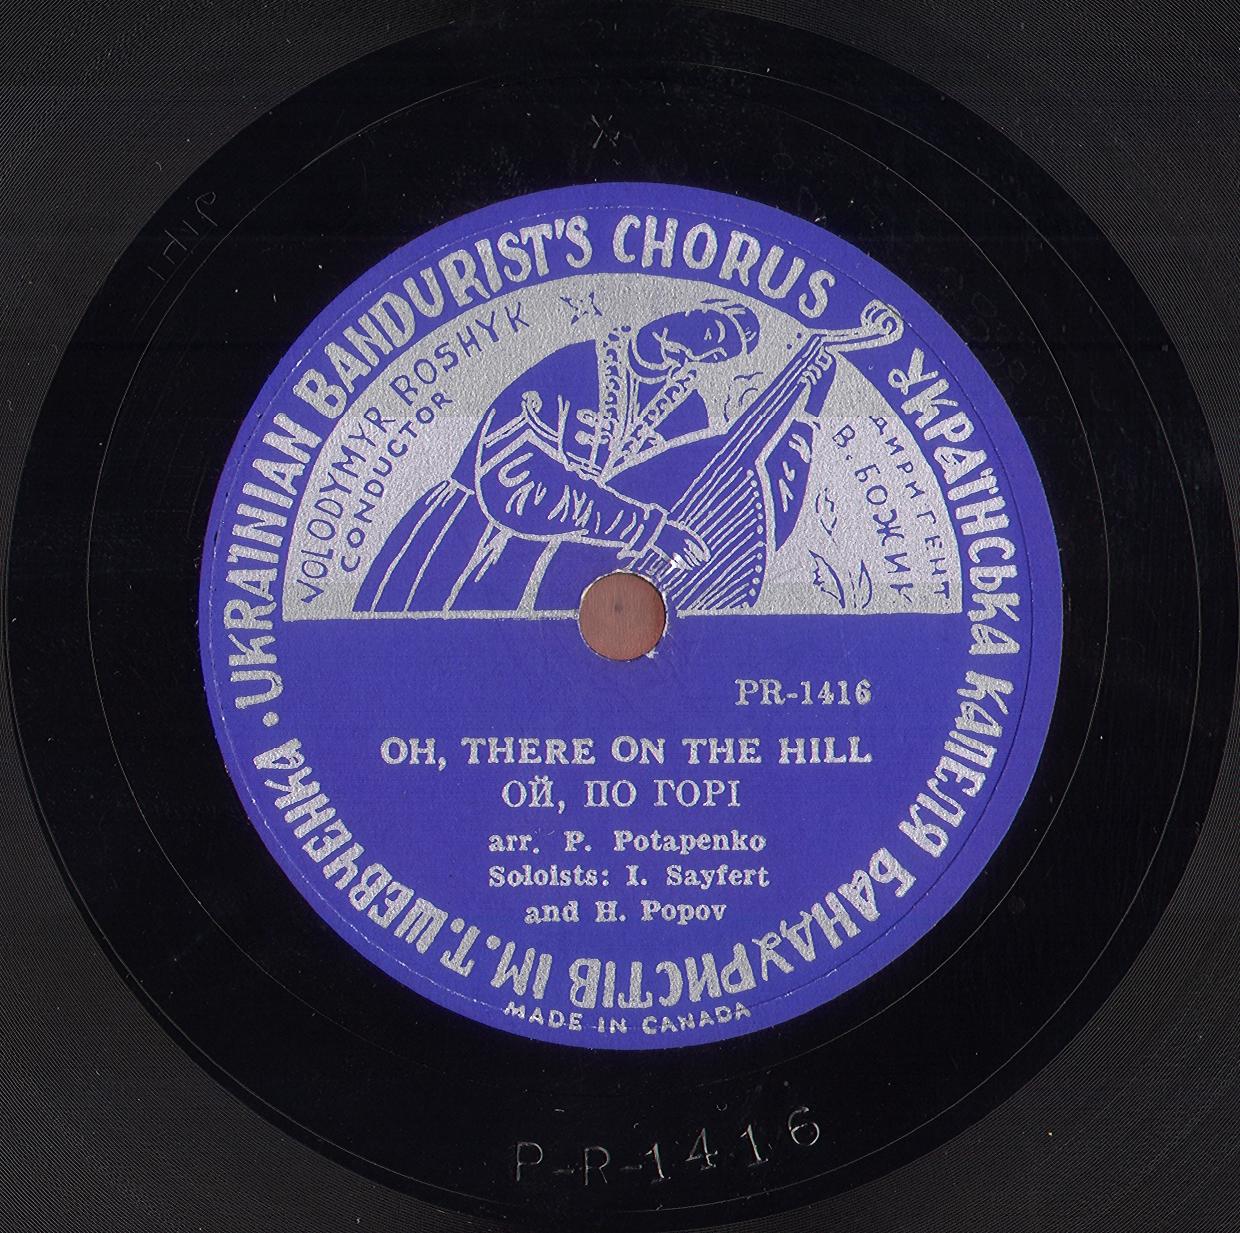 UKRAINIAN BANDURIST'S CHORUS
УКРАЇНСЬКА КАПЕЛЯ БАНДУРИСТІВ ІМ. Т. ШЕВЧЕНКА •
VOLODYMYR BOSHYK
CONDUCTOR
ДИРИГЕНТ
В. БОЖИК
PR-1416
OH, THERE ON THE HILL
ОЙ, ПО ГОРІ
arr. P. Potapenko
Soloists: I. Sayfert
and H. Popov
MADE IN CANADA
P-R-1416